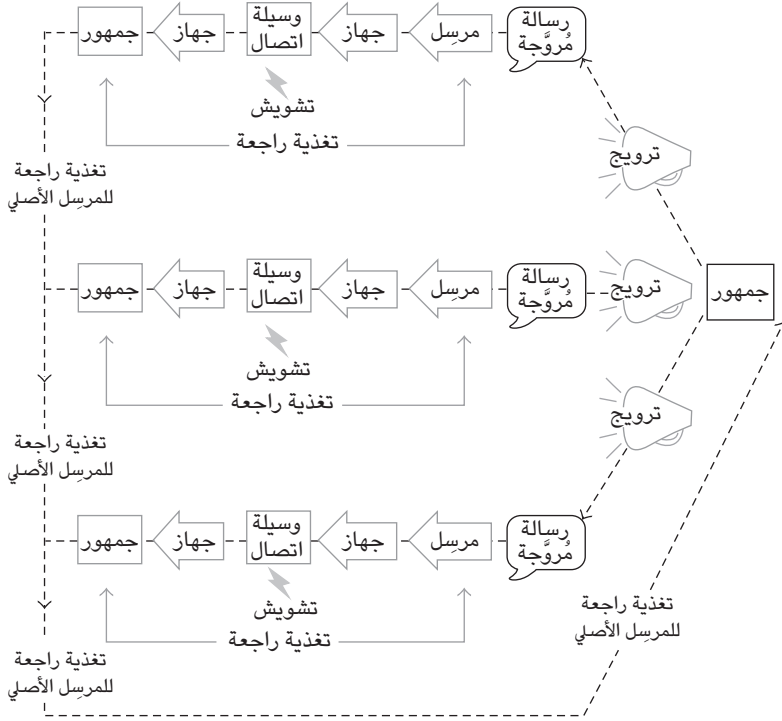 رسالة
مُروَّجة
مرسِل
جهاز
وسيلة
اتصال
جهاز
جمهور
تشويش
تغذية راجعة
ترويج
تغذية راجعة
للمرسِل الأصلي
جمهور
ترويج
رسالة
مُروَّجة
مرسِل
جهاز
وسيلة
اتصال
جهاز
جمهور
تشويش
تغذية راجعة
ترويج
تغذية راجعة
للمرسِل الأصلي
رسالة
مُروَّجة
مرسِل
جهاز
وسيلة
اتصال
جهاز
جمهور
تشويش
تغذية راجعة
تغذية راجعة
للمرسِل الأصلي
تغذية راجعة
للمرسِل الأصلي